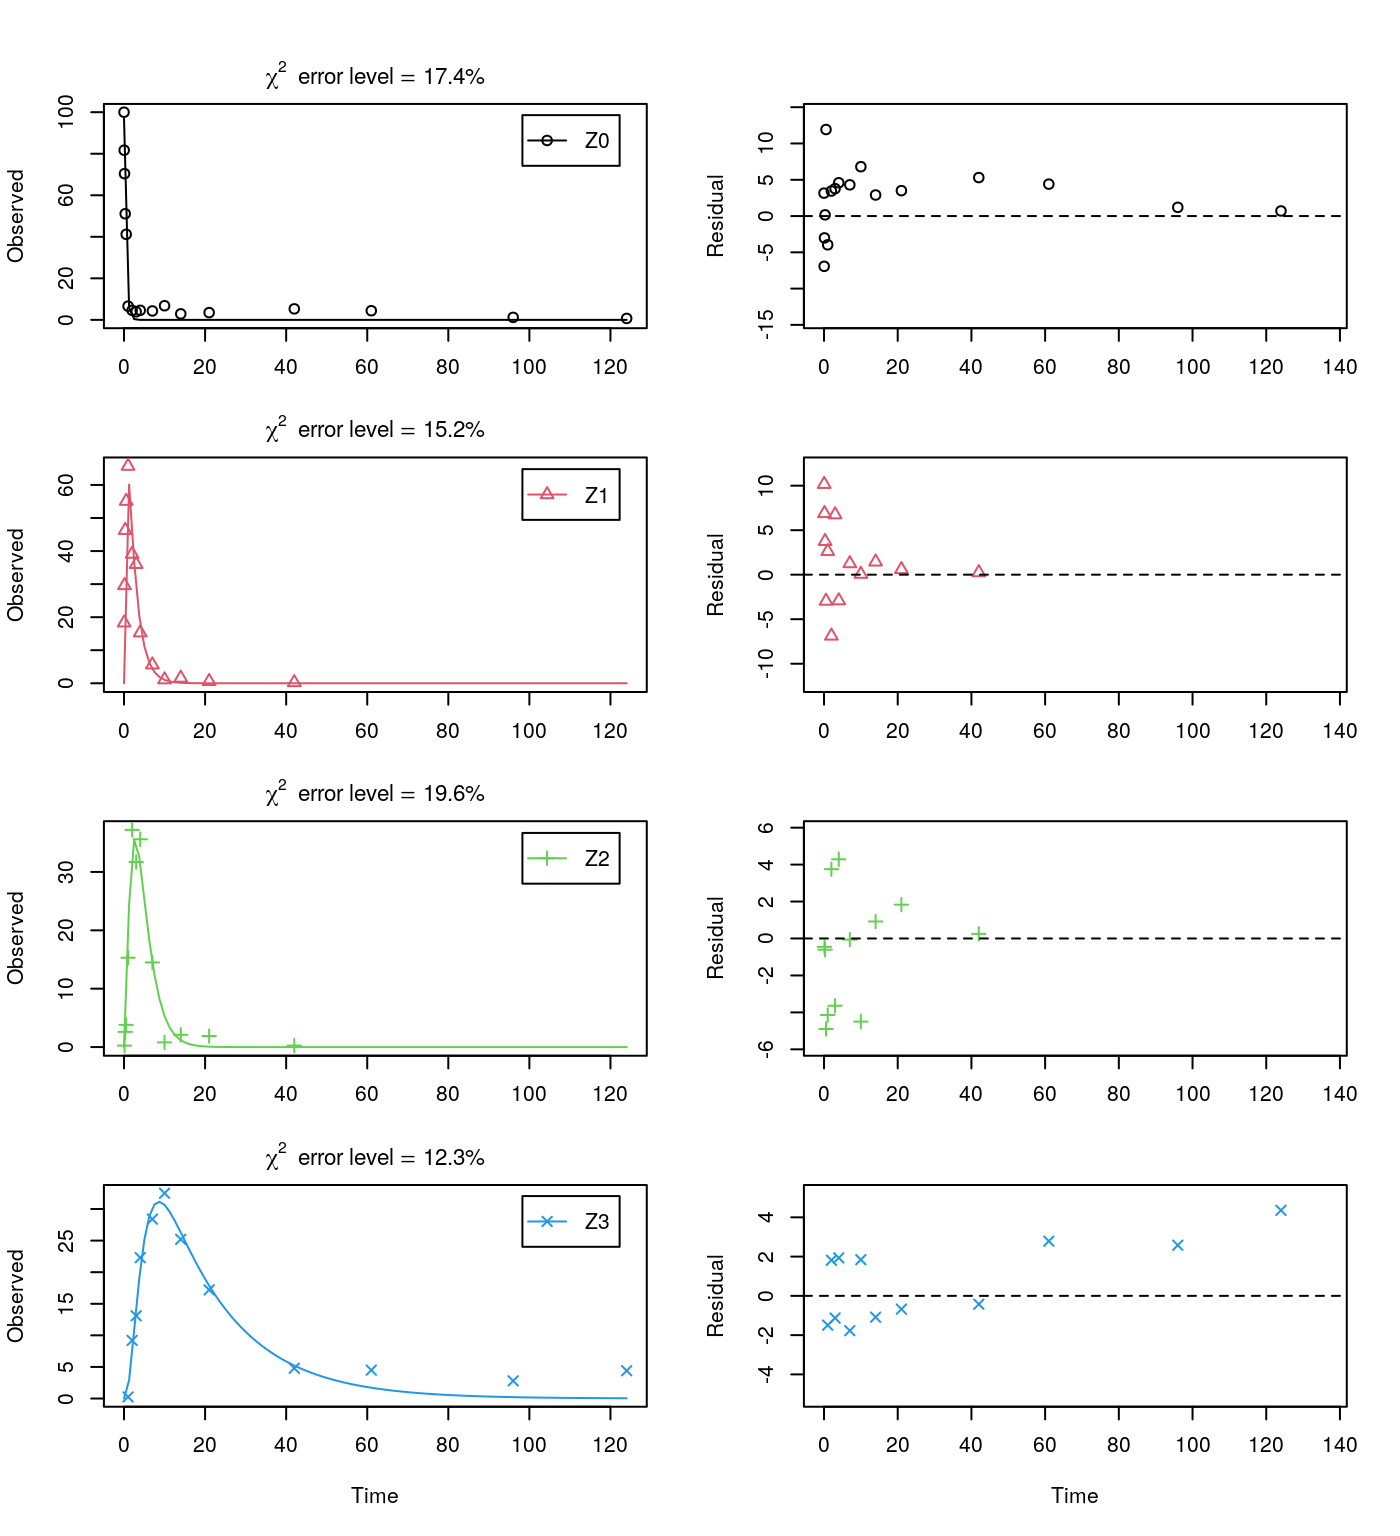 χ2 error level = 17.4%
Observed
0 20 60 100
Z0
0 20 40 60 80 100 120
Residual
-15 -5 0 5 10
0 20 40 60 80 100 120 140
χ2 error level = 15.2%
Observed
0 20 40 60
Z1
0 20 40 60 80 100 120
Residual
-10 -5 0 5 10
0 20 40 60 80 100 120 140
χ2 error level = 19.6%
Observed
0 10 20 30
Z2
0 20 40 60 80 100 120
Residual
-6 -2 0 2 4 6
0 20 40 60 80 100 120 140
χ2 error level = 12.3%
Observed
0 5 15 25
Z3
0 20 40 60 80 100 120
Time
Residual
-4 -2 0 2 4
0 20 40 60 80 100 120 140
Time